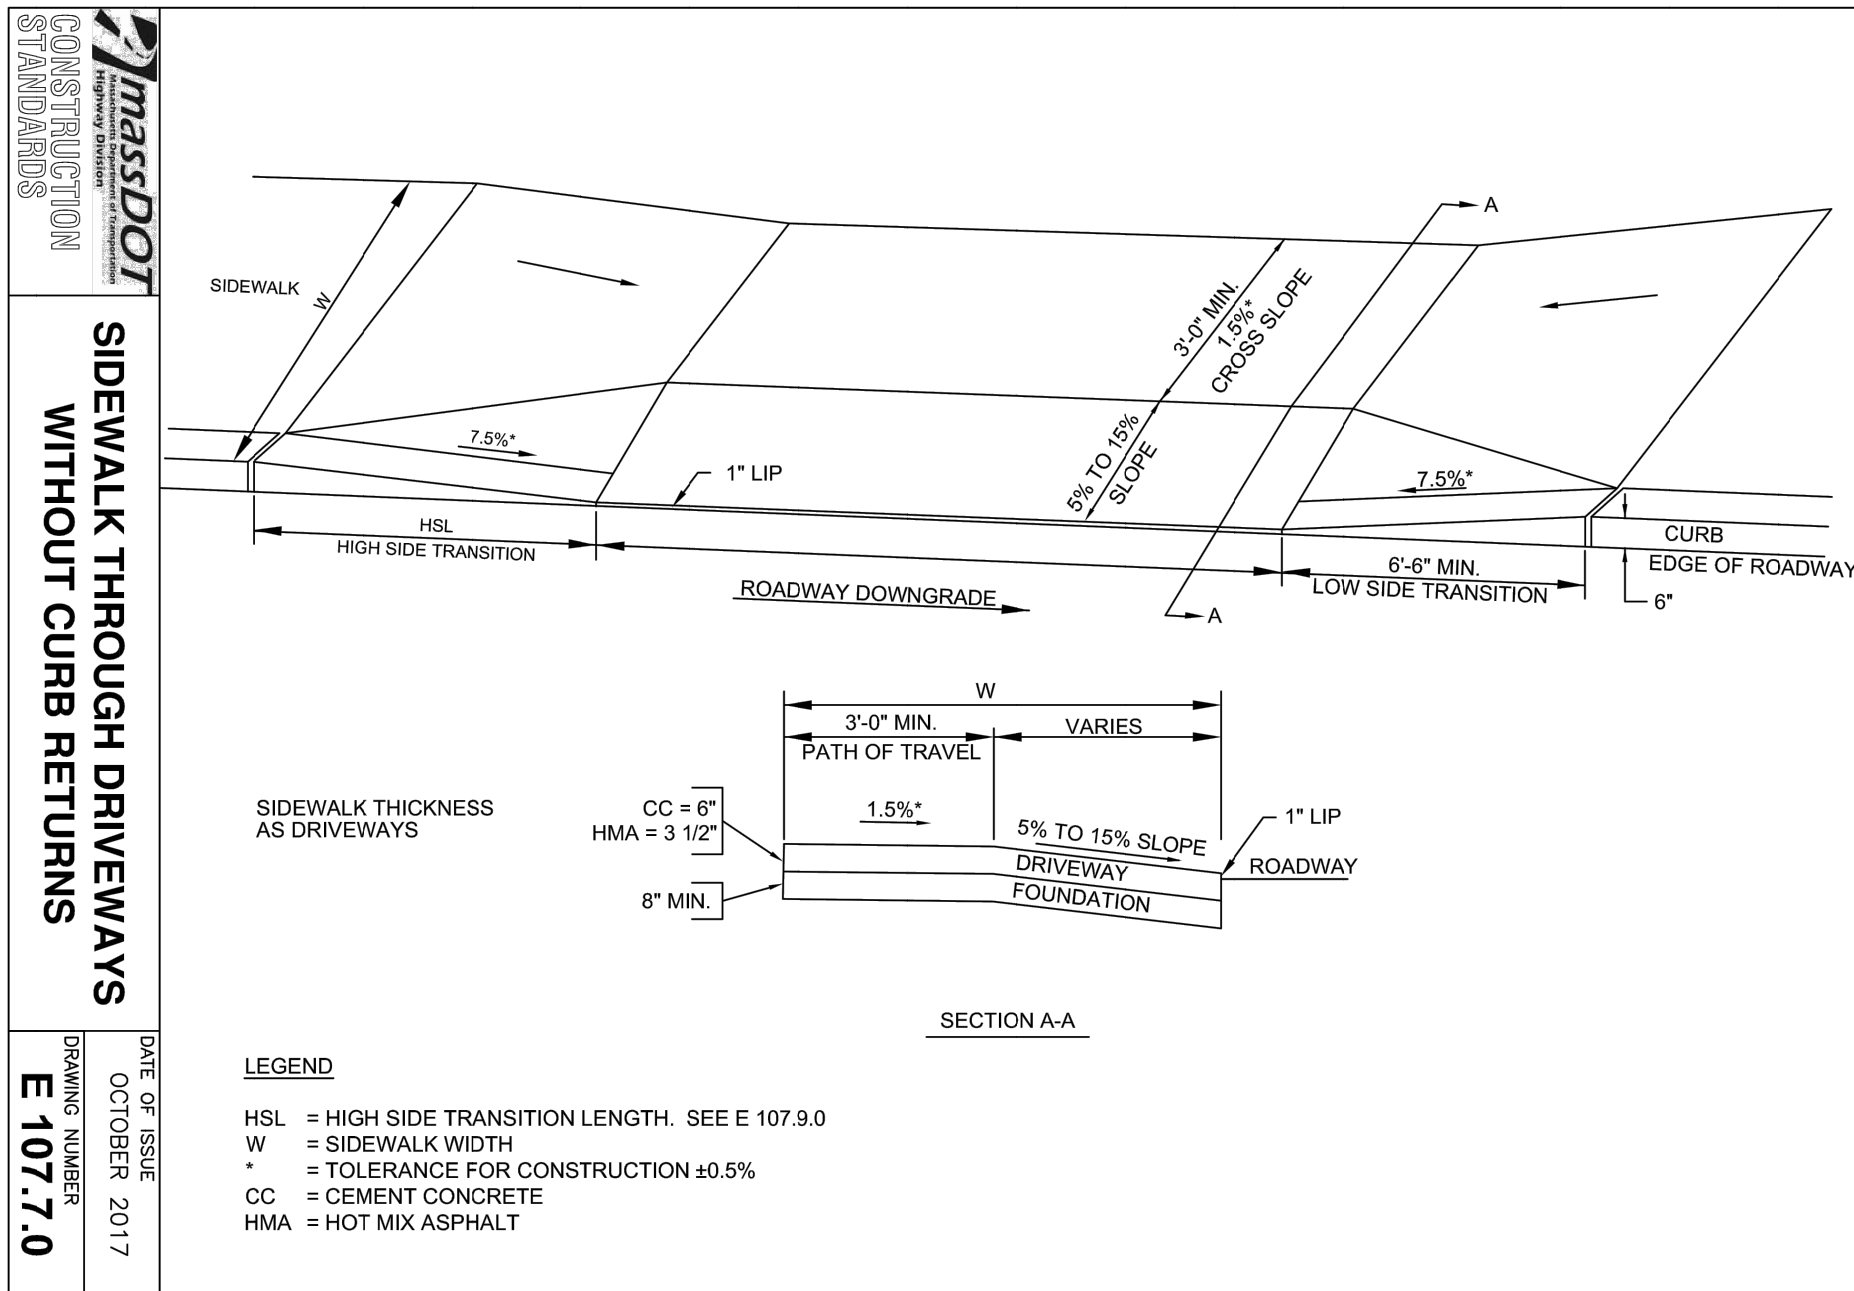 massDOT
Massachusetts Department of Transportation
Highway Division
CONSTRUCTION
STANDARDS
SIDEWALK THROUGH DRIVEWAYS
WITHOUT CURB RETURNS
DATE OF ISSUE
OCTOBER 2017
DRAWING NUMBER
E 107.7.0
A
SIDEWALK
W
3'-0" MIN.
1.5%*
CROSS SLOPE
7.5%*
1" LIP
5% TO 15%
SLOPE
7.5%*
HSL
HIGH SIDE TRANSITION
CURB
EDGE OF ROADWAY
6'-6" MIN.
LOW SIDE TRANSITION
6"
ROADWAY DOWNGRADE
A
W
3'-0" MIN.
VARIES
PATH OF TRAVEL
SIDEWALK THICKNESS
AS DRIVEWAYS
CC = 6"
HMA = 3 1/2"
1.5%*
5% TO 15% SLOPE
1" LIP
DRIVEWAY
ROADWAY
8" MIN.
FOUNDATION
SECTION A-A
LEGEND
HSL = HIGH SIDE TRANSITION LENGTH. SEE E 107.9.0
W = SIDEWALK WIDTH
* = TOLERANCE FOR CONSTRUCTION ±0.5%
CC = CEMENT CONCRETE
HMA = HOT MIX ASPHALT